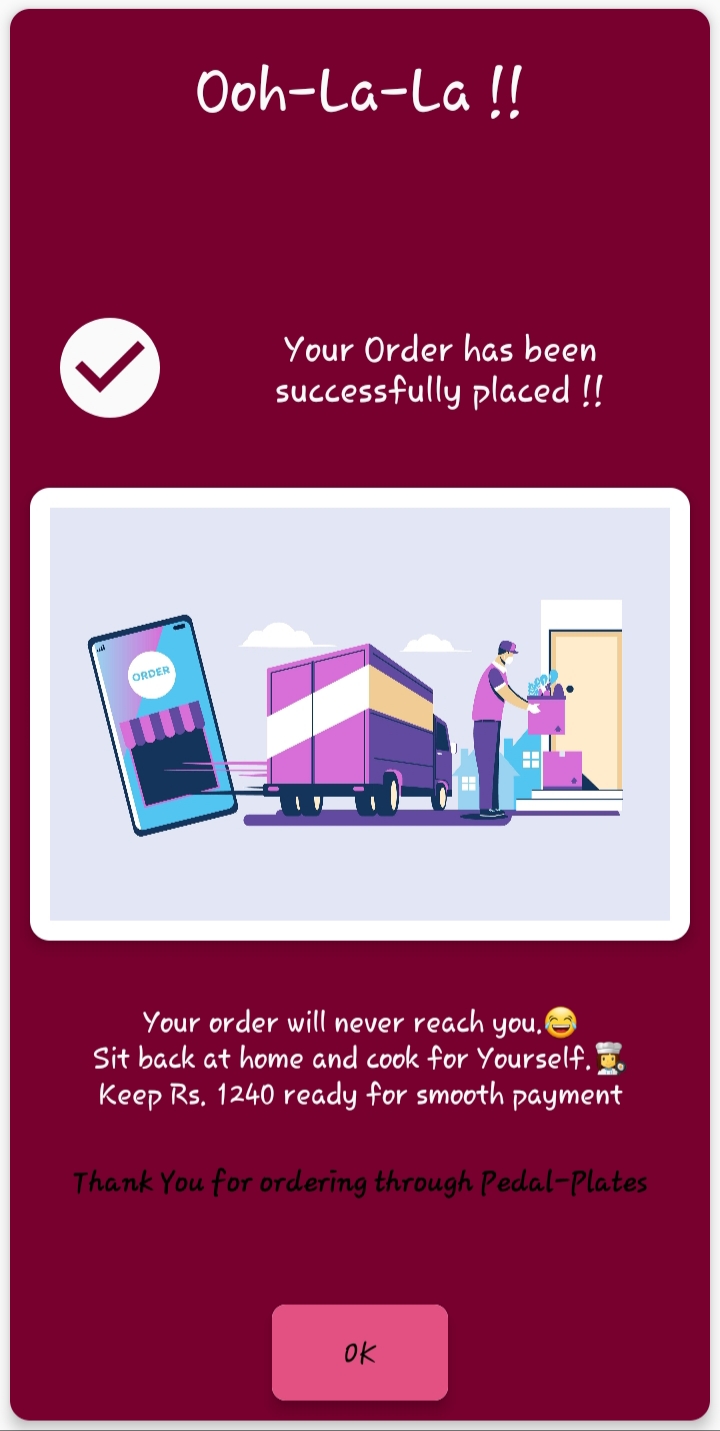 Ooh-La-La !!
Your Order has been
successfully placed !!
ORDER
Your order will never reach you.😂
Sit back at home and cook for Yourself.👩‍🍳
Keep Rs. 1240 ready for smooth payment
Thank You for ordering through Pedal-Plates
OK